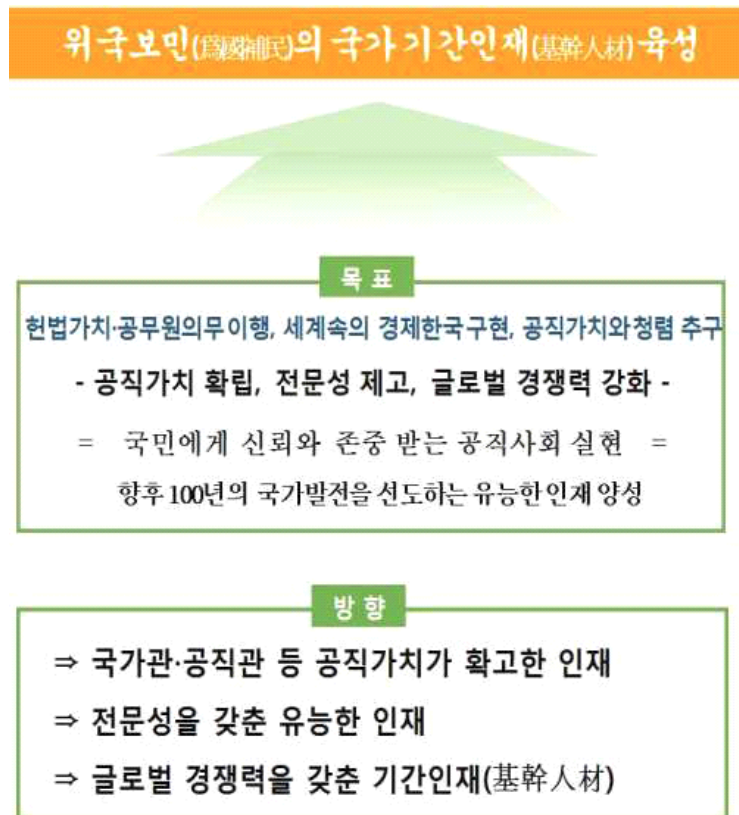 위국보민(爲國補民)의 국가 기간인재(基幹人材) 육성
목 표
헌법가치·공무원의무 이행, 세계속의 경제한국구현, 공직가치와청렴 추구
- 공직가치 확립, 전문성 제고, 글로벌 경쟁력 강화 -
= 국민에게 신뢰와 존중 받는 공직사회 실현 =
향후 100년의 국가발전을 선도하는 유능한 인재 양성
방 향
⇒ 국가관·공직관 등 공직가치가 확고한 인재
⇒ 전문성을 갖춘 유능한 인재
⇒ 글로벌 경쟁력을 갖춘 기간인재(基幹人材)